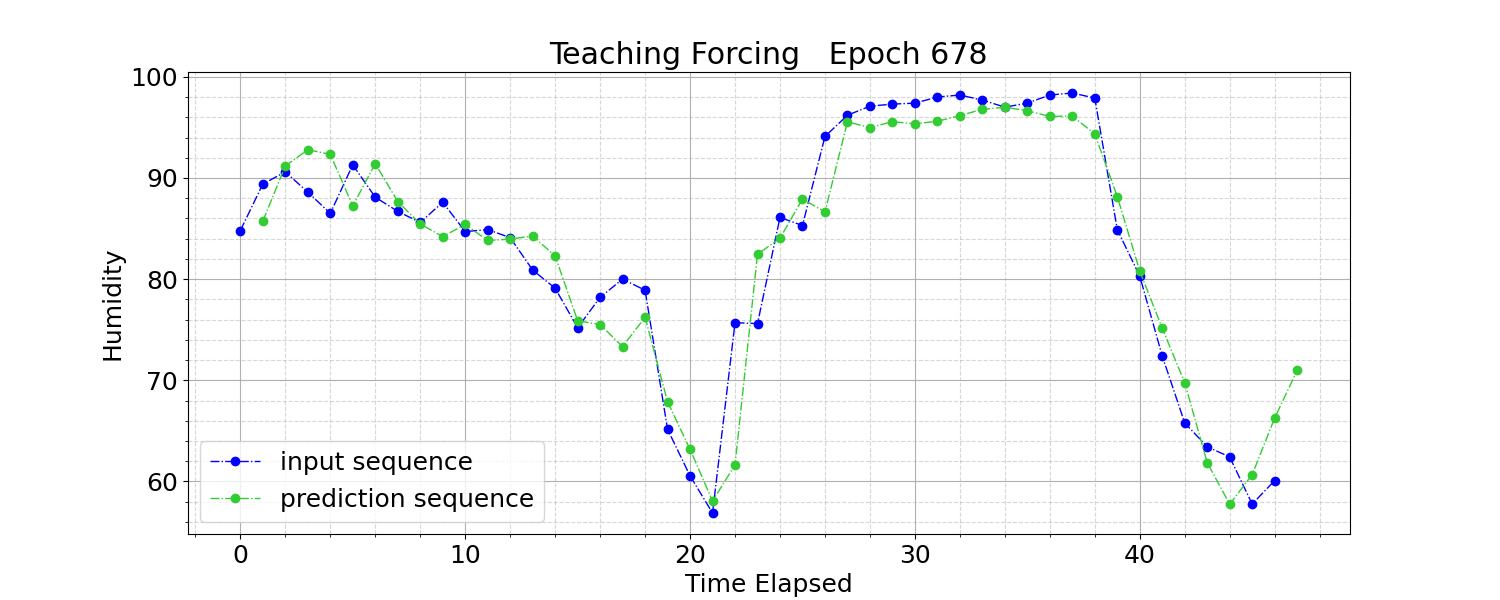 Teaching Forcing   Epoch 678
100
90
80
70
60
Humidity
input sequence
prediction sequence
0 10 20 30 40
Time Elapsed